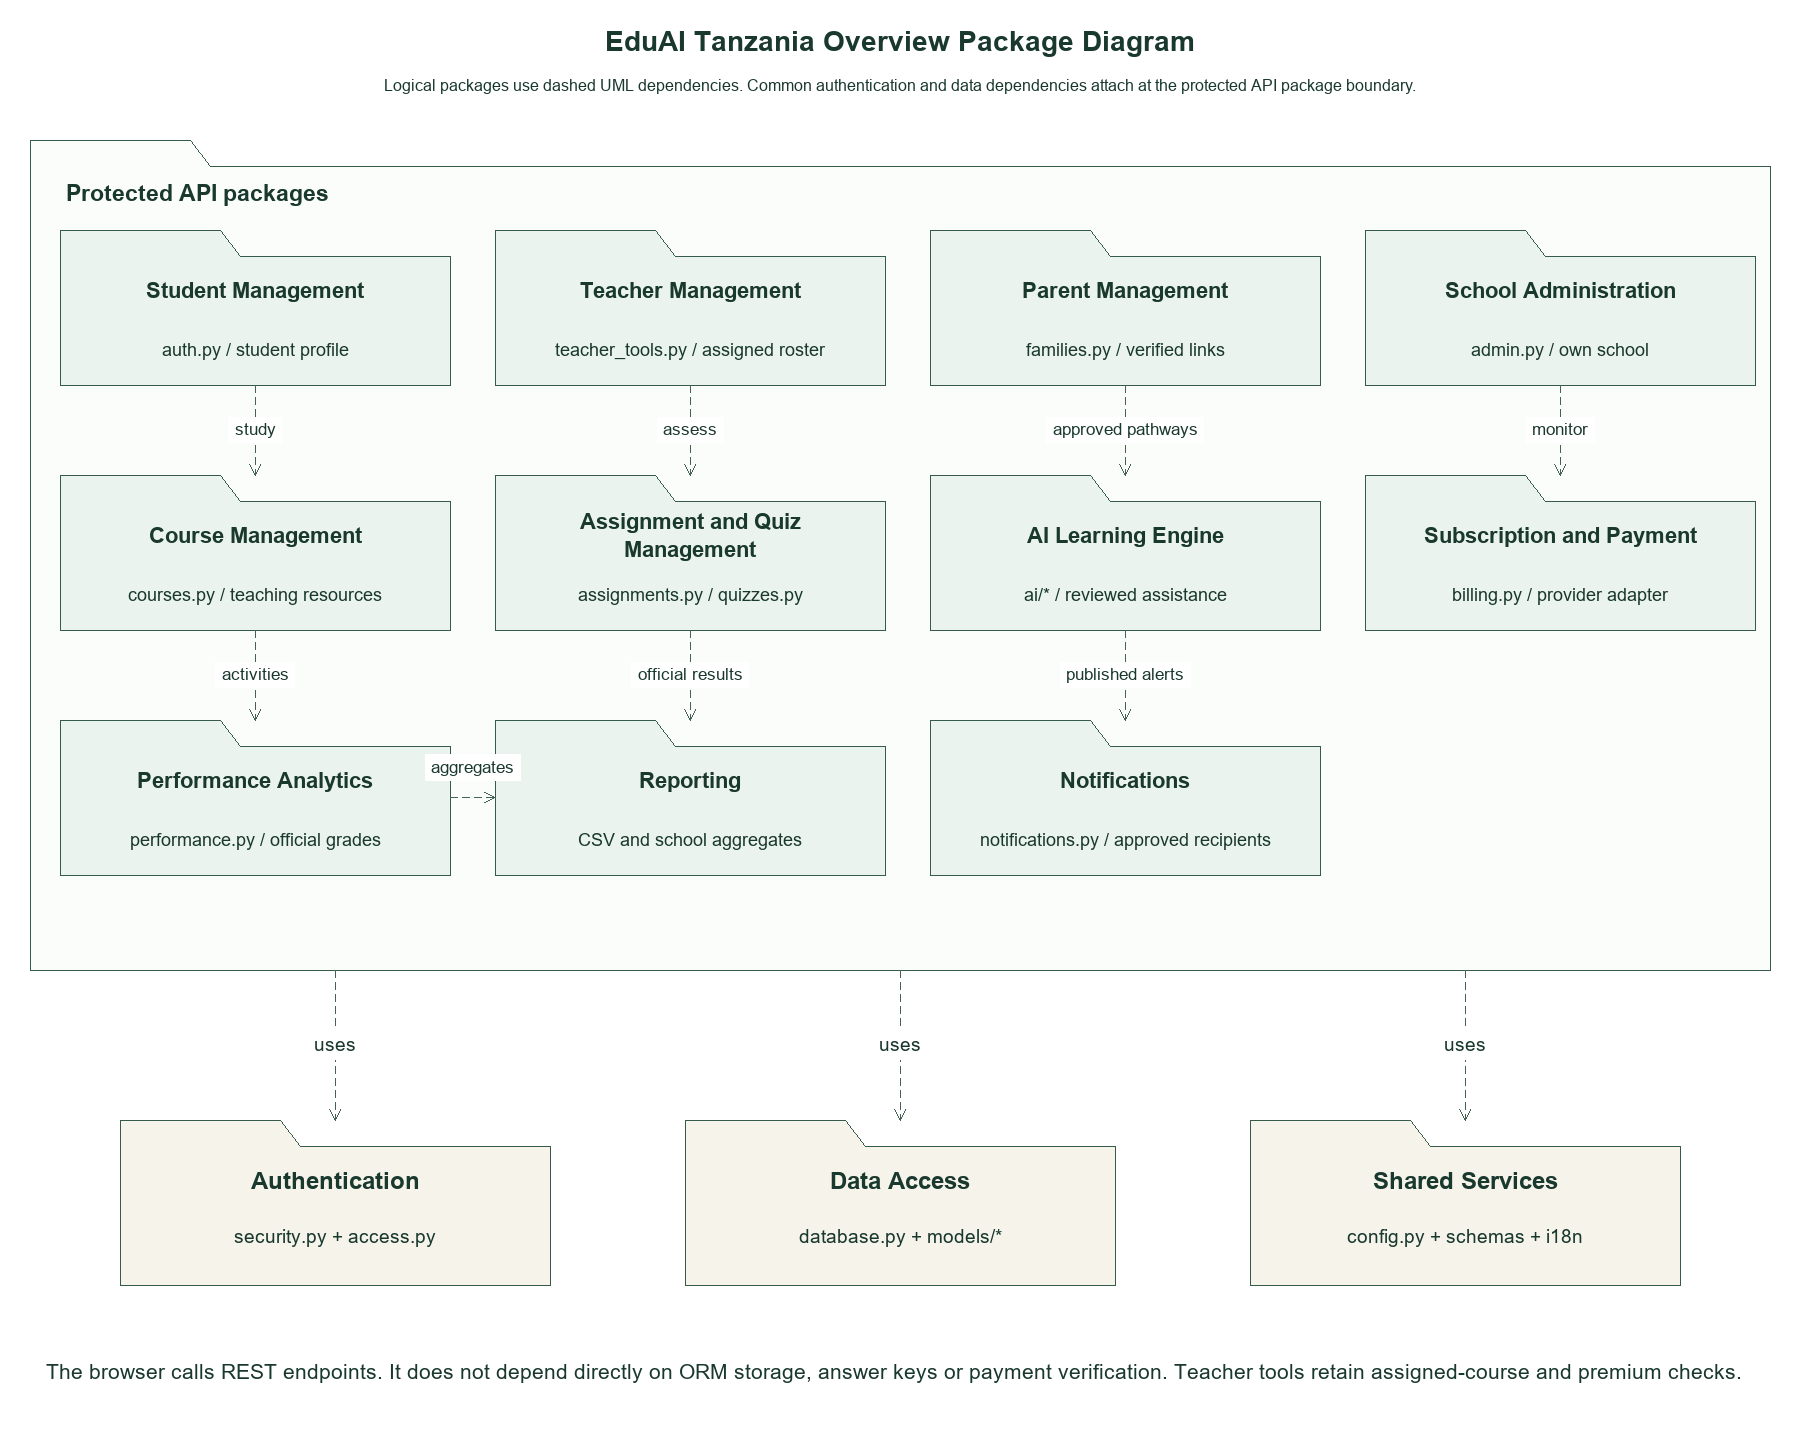 EduAI Tanzania Overview Package Diagram
Logical packages use dashed UML dependencies. Common authentication and data dependencies attach at the protected API package boundary.
Protected API packages
Student Management
auth.py / student profile
Teacher Management
teacher_tools.py / assigned roster
Parent Management
families.py / verified links
School Administration
admin.py / own school
study
assess
approved pathways
monitor
Course Management
courses.py / teaching resources
Assignment and Quiz
Management
assignments.py / quizzes.py
AI Learning Engine
ai/* / reviewed assistance
Subscription and Payment
billing.py / provider adapter
activities
official results
published alerts
Performance Analytics
performance.py / official grades
aggregates
Reporting
CSV and school aggregates
Notifications
notifications.py / approved recipients
uses
uses
uses
Authentication
security.py + access.py
Data Access
database.py + models/*
Shared Services
config.py + schemas + i18n
The browser calls REST endpoints. It does not depend directly on ORM storage, answer keys or payment verification. Teacher tools retain assigned-course and premium checks.